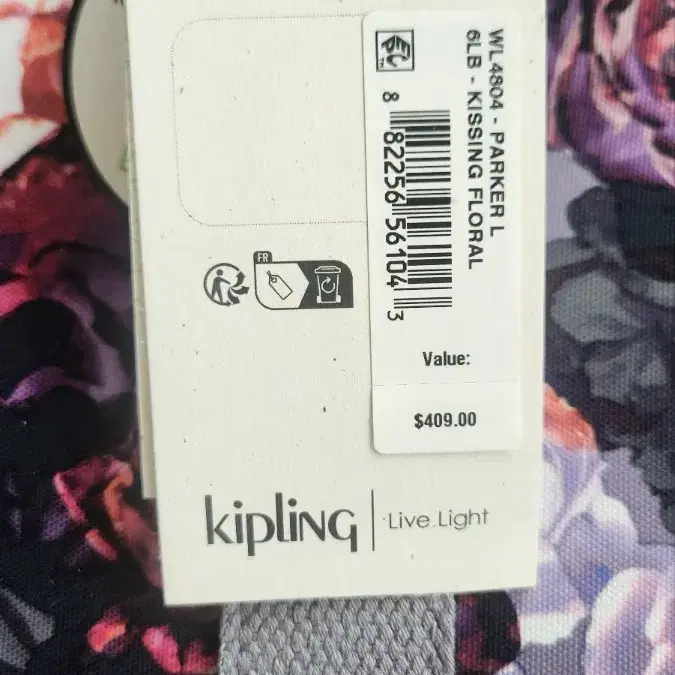 WL4804 - PARKER L
6LB - KISSING FLORAL
8 82256 56104 3
FR
Value:
$409.00
kipling
Live.Light